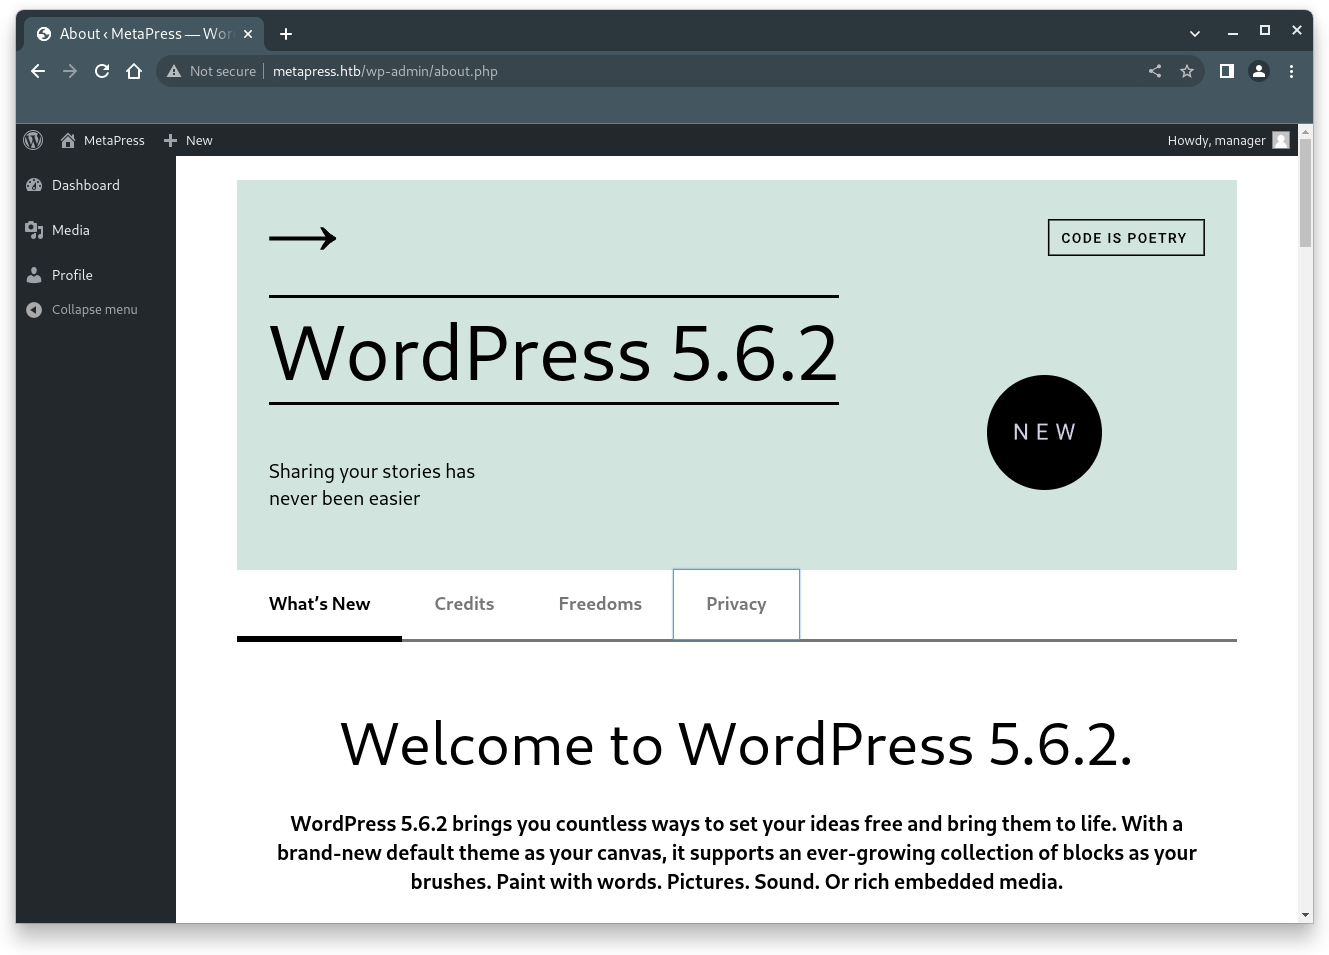 About ‹ MetaPress — Wor
Not secure
metapress.htb/wp-admin/about.php
MetaPress
New
Howdy, manager
Dashboard
Media
Profile
Collapse menu
CODE IS POETRY
WordPress 5.6.2
NEW
Sharing your stories has
never been easier
What’s New
Credits
Freedoms
Privacy
Welcome to WordPress 5.6.2.
WordPress 5.6.2 brings you countless ways to set your ideas free and bring them to life. With a
brand-new default theme as your canvas, it supports an ever-growing collection of blocks as your
brushes. Paint with words. Pictures. Sound. Or rich embedded media.